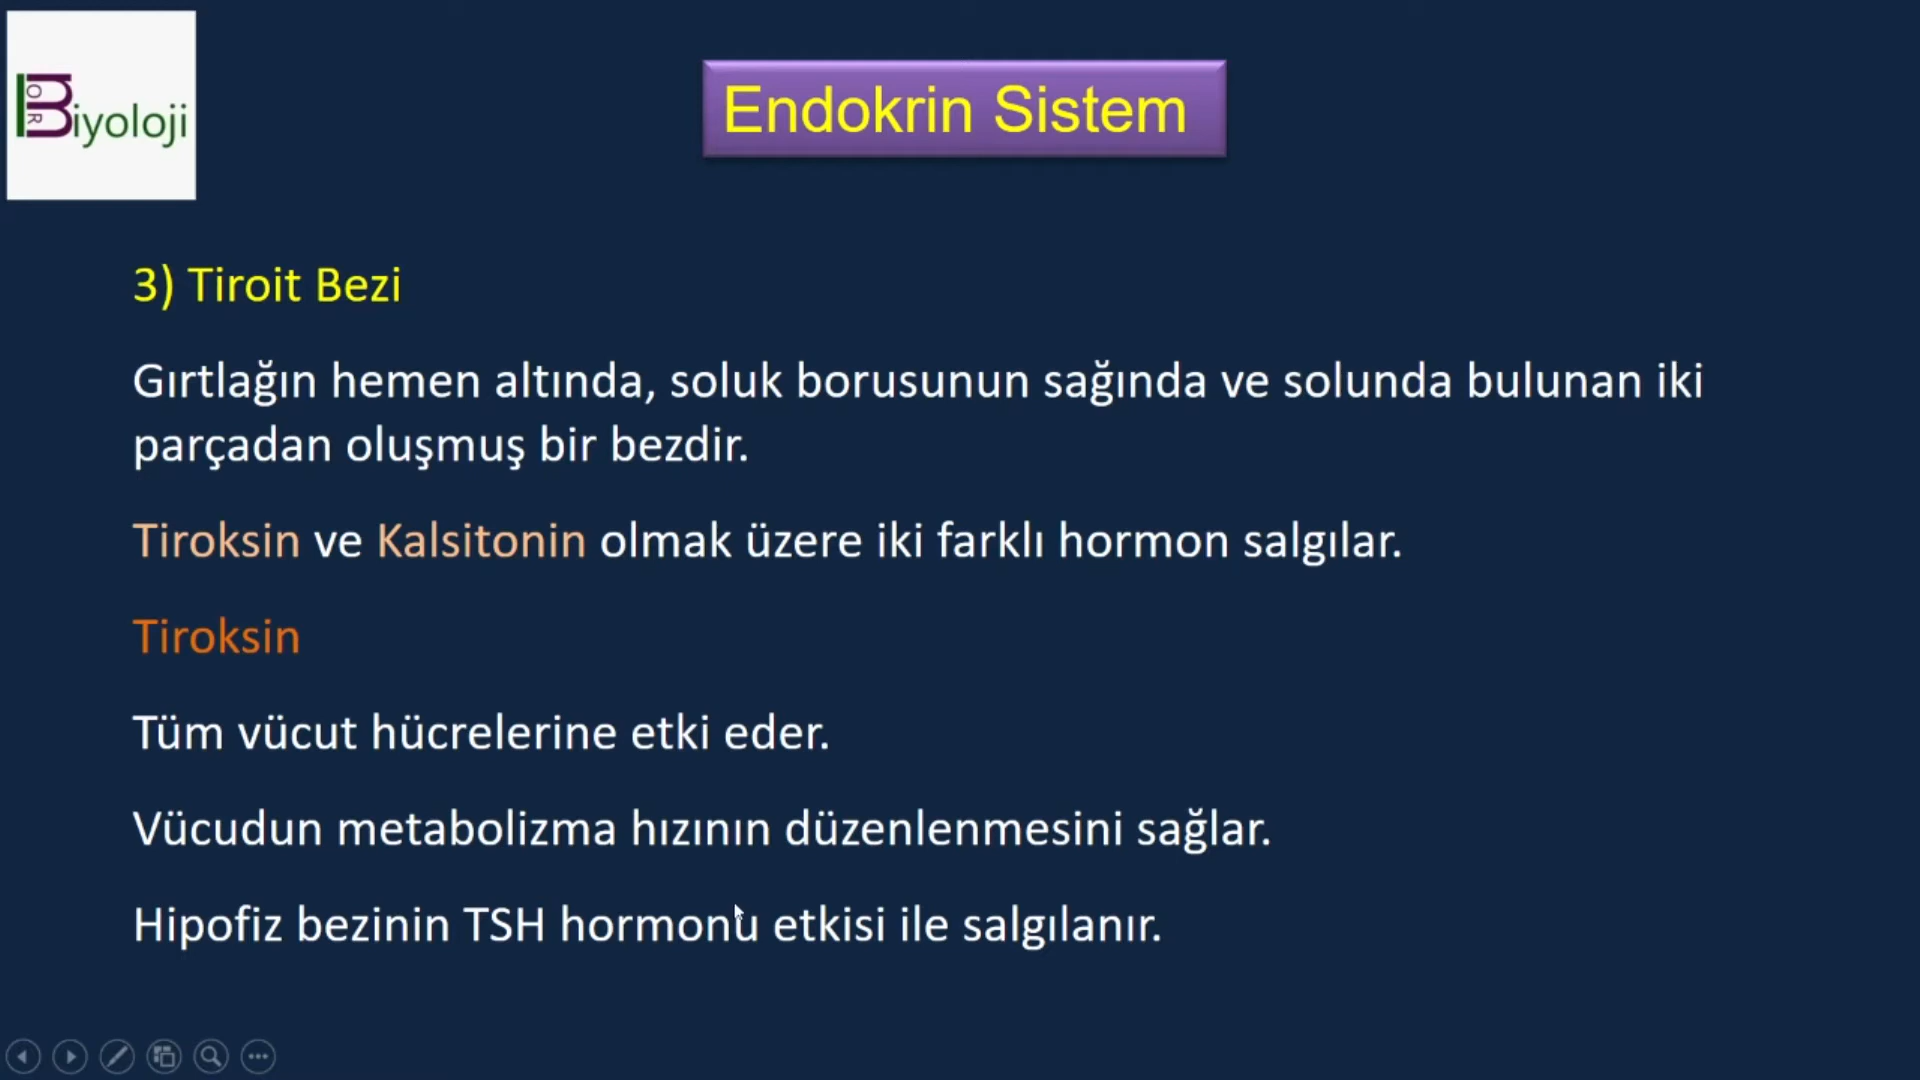 BOR
Biyoloji
Endokrin Sistem
3) Tiroit Bezi
Gırtlağın hemen altında, soluk borusunun sağında ve solunda bulunan iki
parçadan oluşmuş bir bezdir.
Tiroksin ve Kalsitonin olmak üzere iki farklı hormon salgılar.
Tiroksin
Tüm vücut hücrelerine etki eder.
Vücudun metabolizma hızının düzenlenmesini sağlar.
Hipofiz bezinin TSH hormonu etkisi ile salgılanır.